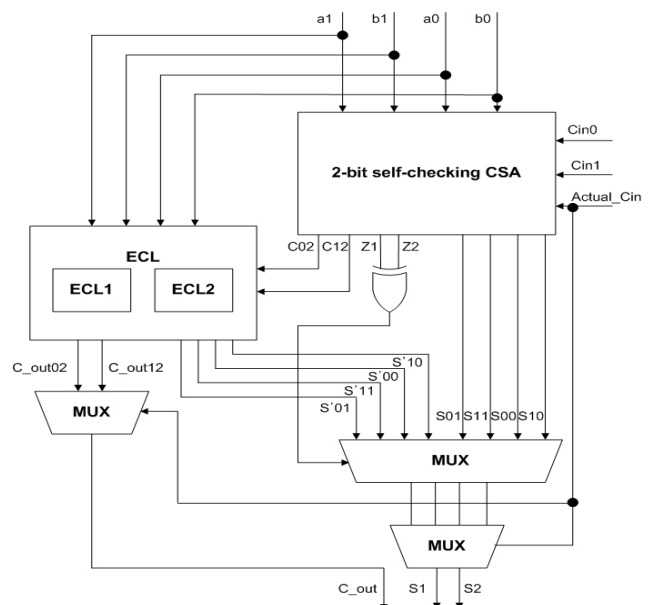 a1 b1 a0 b0
Cin0
2-bit self-checking CSA
Cin1
Actual_Cin
ECL
C02 C12 Z1 Z2
ECL1 ECL2
C_out02 C_out12
S'10
S'00
S'11
S'01
S01 S11 S00 S10
MUX
MUX
MUX
C_out S1 S2